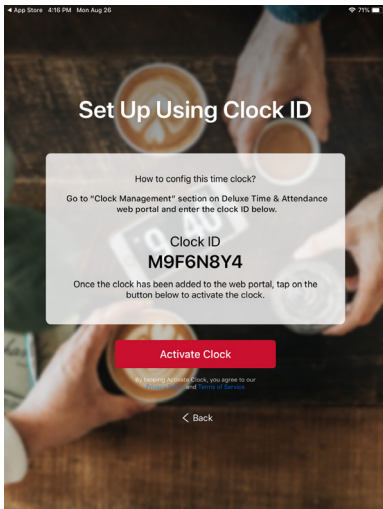 ◀ App Store 4:16 PM Mon Aug 26 71%
Set Up Using Clock ID
How to config this time clock?
Go to "Clock Management" section on Deluxe Time & Attendance
web portal and enter the clock ID below.
Clock ID
M9F6N8Y4
Once the clock has been added to the web portal, tap on the
button below to activate the clock.
Activate Clock
By clicking Activate Clock, you agree to our
Privacy Policy and Terms of Service
< Back